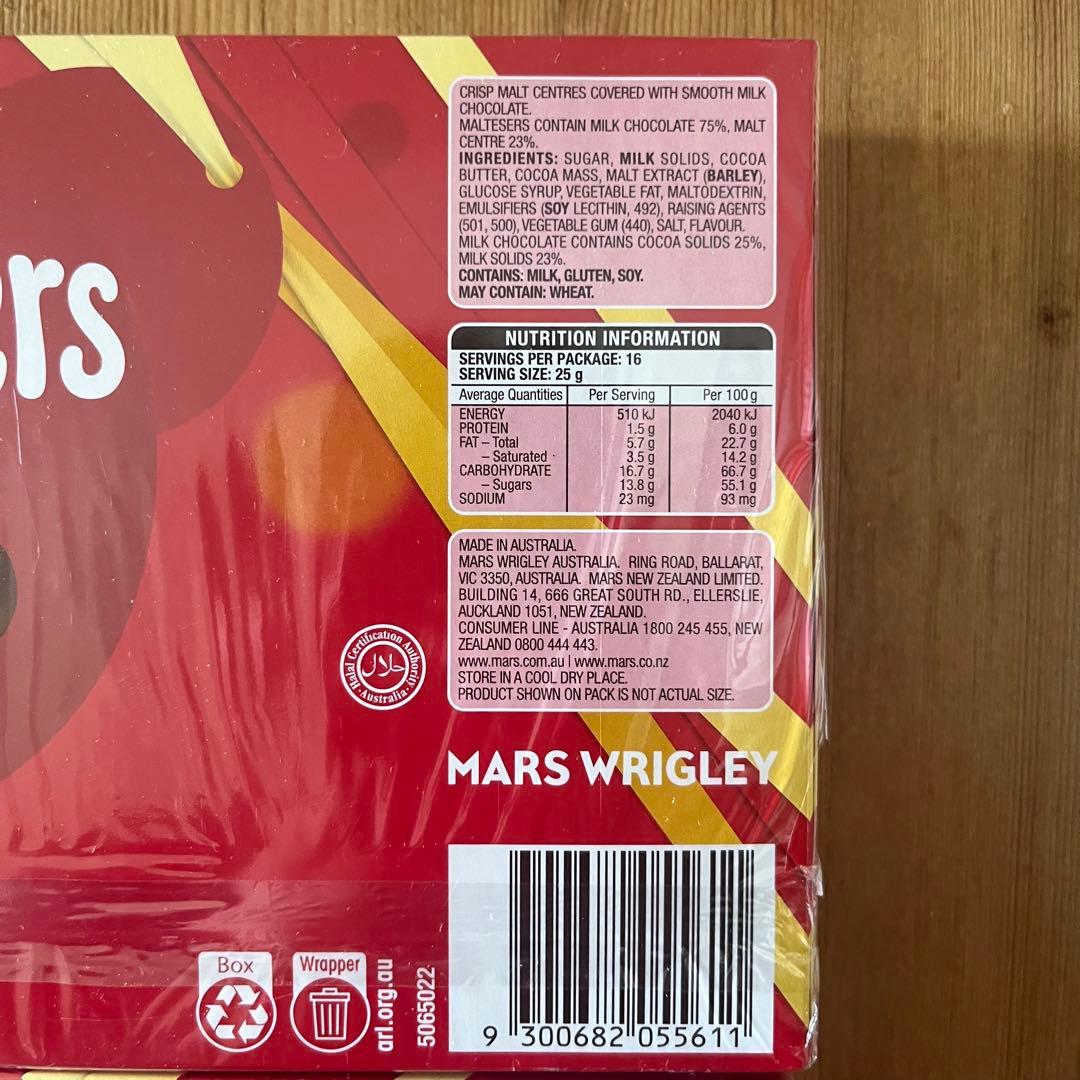 CRISP MALT CENTRES COVERED WITH SMOOTH MILK
CHOCOLATE.
MALTESERS CONTAIN MILK CHOCOLATE 75%, MALT
CENTRE 23%.
INGREDIENTS: SUGAR, MILK SOLIDS, COCOA
BUTTER, COCOA MASS, MALT EXTRACT (BARLEY),
GLUCOSE SYRUP, VEGETABLE FAT, MALTODEXTRIN,
EMULSIFIERS (SOY LECITHIN, 492), RAISING AGENTS
(501, 500), VEGETABLE GUM (440), SALT, FLAVOUR.
MILK CHOCOLATE CONTAINS COCOA SOLIDS 25%,
MILK SOLIDS 23%.
CONTAINS: MILK, GLUTEN, SOY.
MAY CONTAIN: WHEAT.
ers
NUTRITION INFORMATION
SERVINGS PER PACKAGE: 16
SERVING SIZE: 25 g
Average Quantities Per Serving Per 100 g
ENERGY 510 kJ 2040 kJ
PROTEIN 1.5 g 6.0 g
FAT – Total 5.7 g 22.7 g
– Saturated 3.5 g 14.2 g
CARBOHYDRATE 16.7 g 66.7 g
– Sugars 13.8 g 55.1 g
SODIUM 23 mg 93 mg
MADE IN AUSTRALIA.
MARS WRIGLEY AUSTRALIA. RING ROAD, BALLARAT,
VIC 3350, AUSTRALIA. MARS NEW ZEALAND LIMITED.
BUILDING 14, 666 GREAT SOUTH RD., ELLERSLIE,
AUCKLAND 1051, NEW ZEALAND.
CONSUMER LINE - AUSTRALIA 1800 245 455, NEW
ZEALAND 0800 444 443.
www.mars.com.au | www.mars.co.nz
STORE IN A COOL DRY PLACE.
PRODUCT SHOWN ON PACK IS NOT ACTUAL SIZE.
Halal Certification Authority
حلال
·Australia·
MARS WRIGLEY
Box
Wrapper
arl.org.au
5065022
9 300682 055611